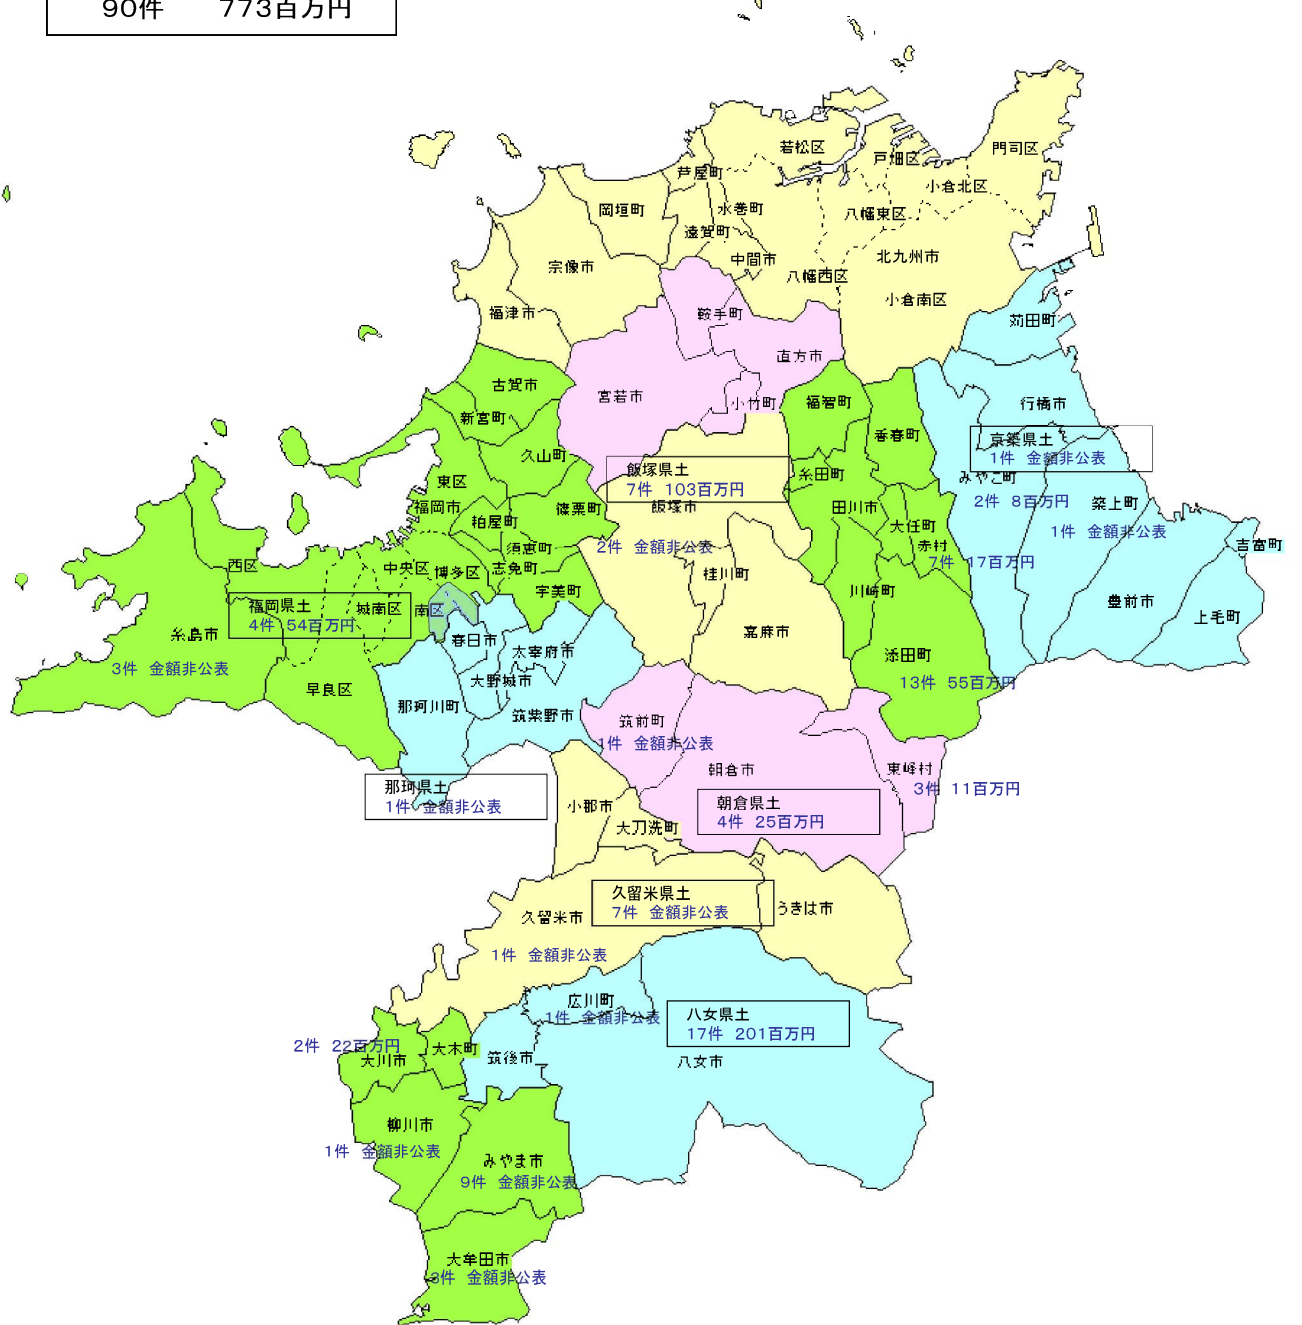 90件 773百万円
若松区
戸畑区
門司区
芦屋町
小倉北区
岡垣町
水巻町
八幡東区
遠賀町
中間市
北九州市
宗像市
八幡西区
小倉南区
福津市
鞍手町
苅田町
直方市
古賀市
宮若市
小竹町
福智町
行橋市
新宮町
香春町
京築県土
1件 金額非公表
久山町
飯塚県土
7件 103百万円
糸田町
みやこ町
2件 8百万円
東区
福岡市
篠栗町
飯塚市
田川市
築上町
1件 金額非公表
粕屋町
大任町
須恵町
2件 金額非公表
赤村
7件 17百万円
吉富町
西区
中央区
博多区
志免町
桂川町
宇美町
川崎町
豊前市
福岡県土
4件 54百万円
城南区
南区
上毛町
糸島市
3件 金額非公表
春日市
太宰府市
嘉麻市
添田町
13件 55百万円
早良区
大野城市
那珂川町
筑紫野市
筑前町
1件 金額非公表
朝倉市
東峰村
3件 11百万円
那珂県土
1件 金額非公表
小郡市
朝倉県土
4件 25百万円
大刀洗町
久留米県土
7件 金額非公表
久留米市
1件 金額非公表
うきは市
広川町
1件 金額非公表
八女県土
17件 201百万円
2件 22百万円
大川市
大木町
筑後市
八女市
柳川市
1件 金額非公表
みやま市
9件 金額非公表
大牟田市
3件 金額非公表